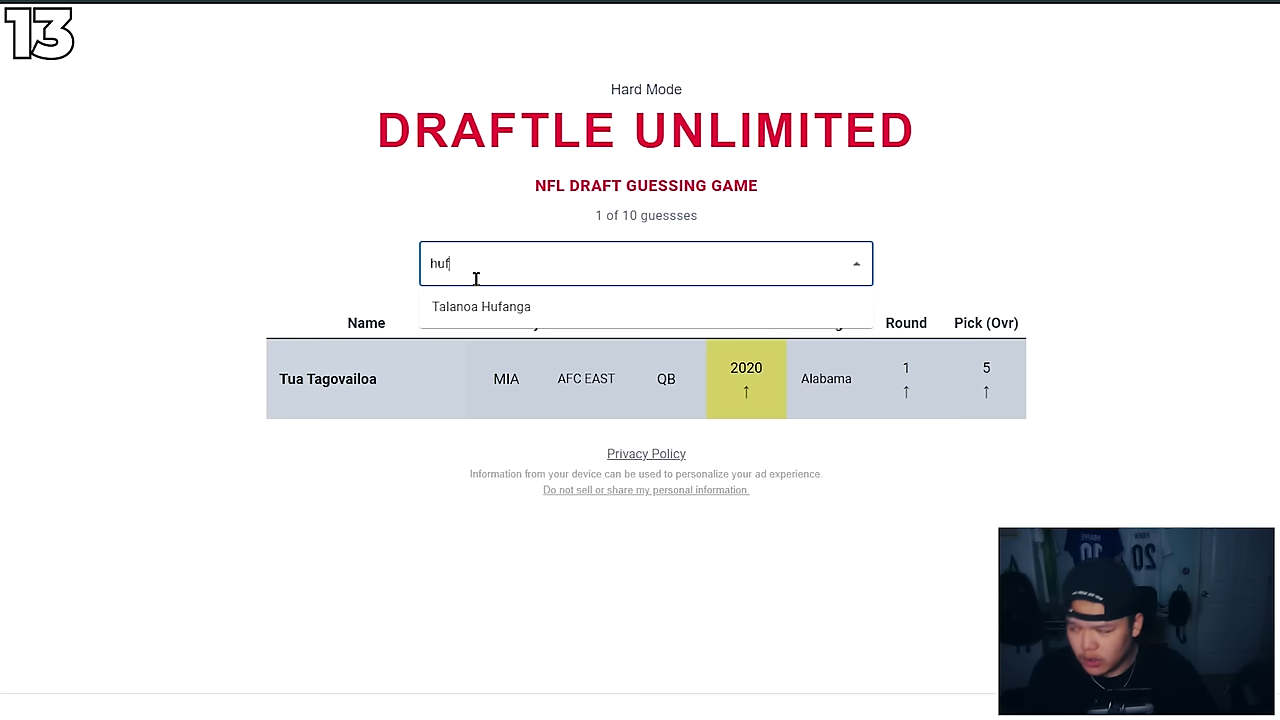 13
Hard Mode
DRAFTLE UNLIMITED
NFL DRAFT GUESSING GAME
1 of 10 guessses
huf
Talanoa Hufanga
Name Round Pick (Ovr)
Tua Tagovailoa MIA AFC EAST QB 2020 ↑ Alabama 1 ↑ 5 ↑
Privacy Policy
Information from your device can be used to personalize your ad experience.
Do not sell or share my personal information.
20